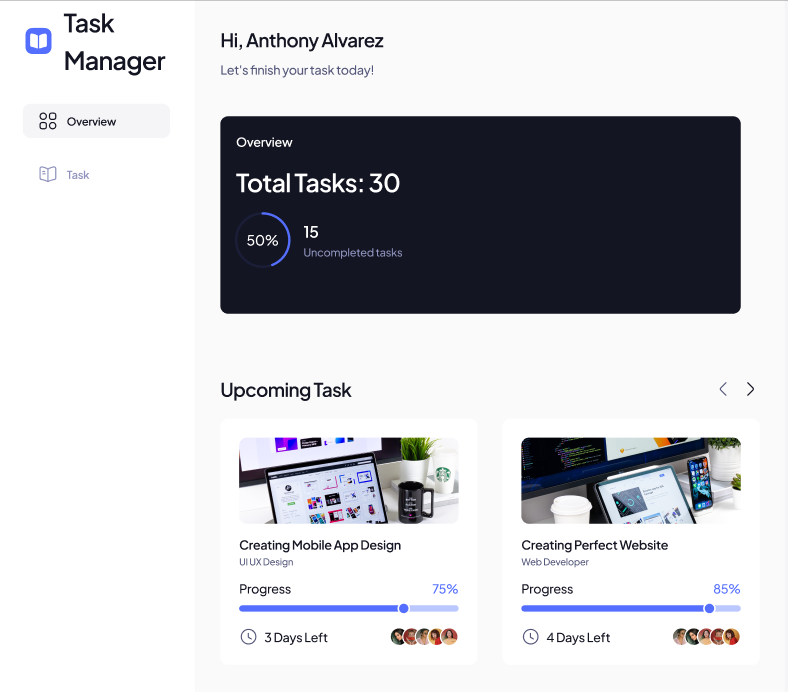 Task
Manager
Overview
Task
Hi, Anthony Alvarez
Let's finish your task today!
Overview
Total Tasks: 30
50%
15
Uncompleted tasks
Upcoming Task
Creating Mobile App Design
UI UX Design
Progress
75%
3 Days Left
Creating Perfect Website
Web Developer
Progress
85%
4 Days Left